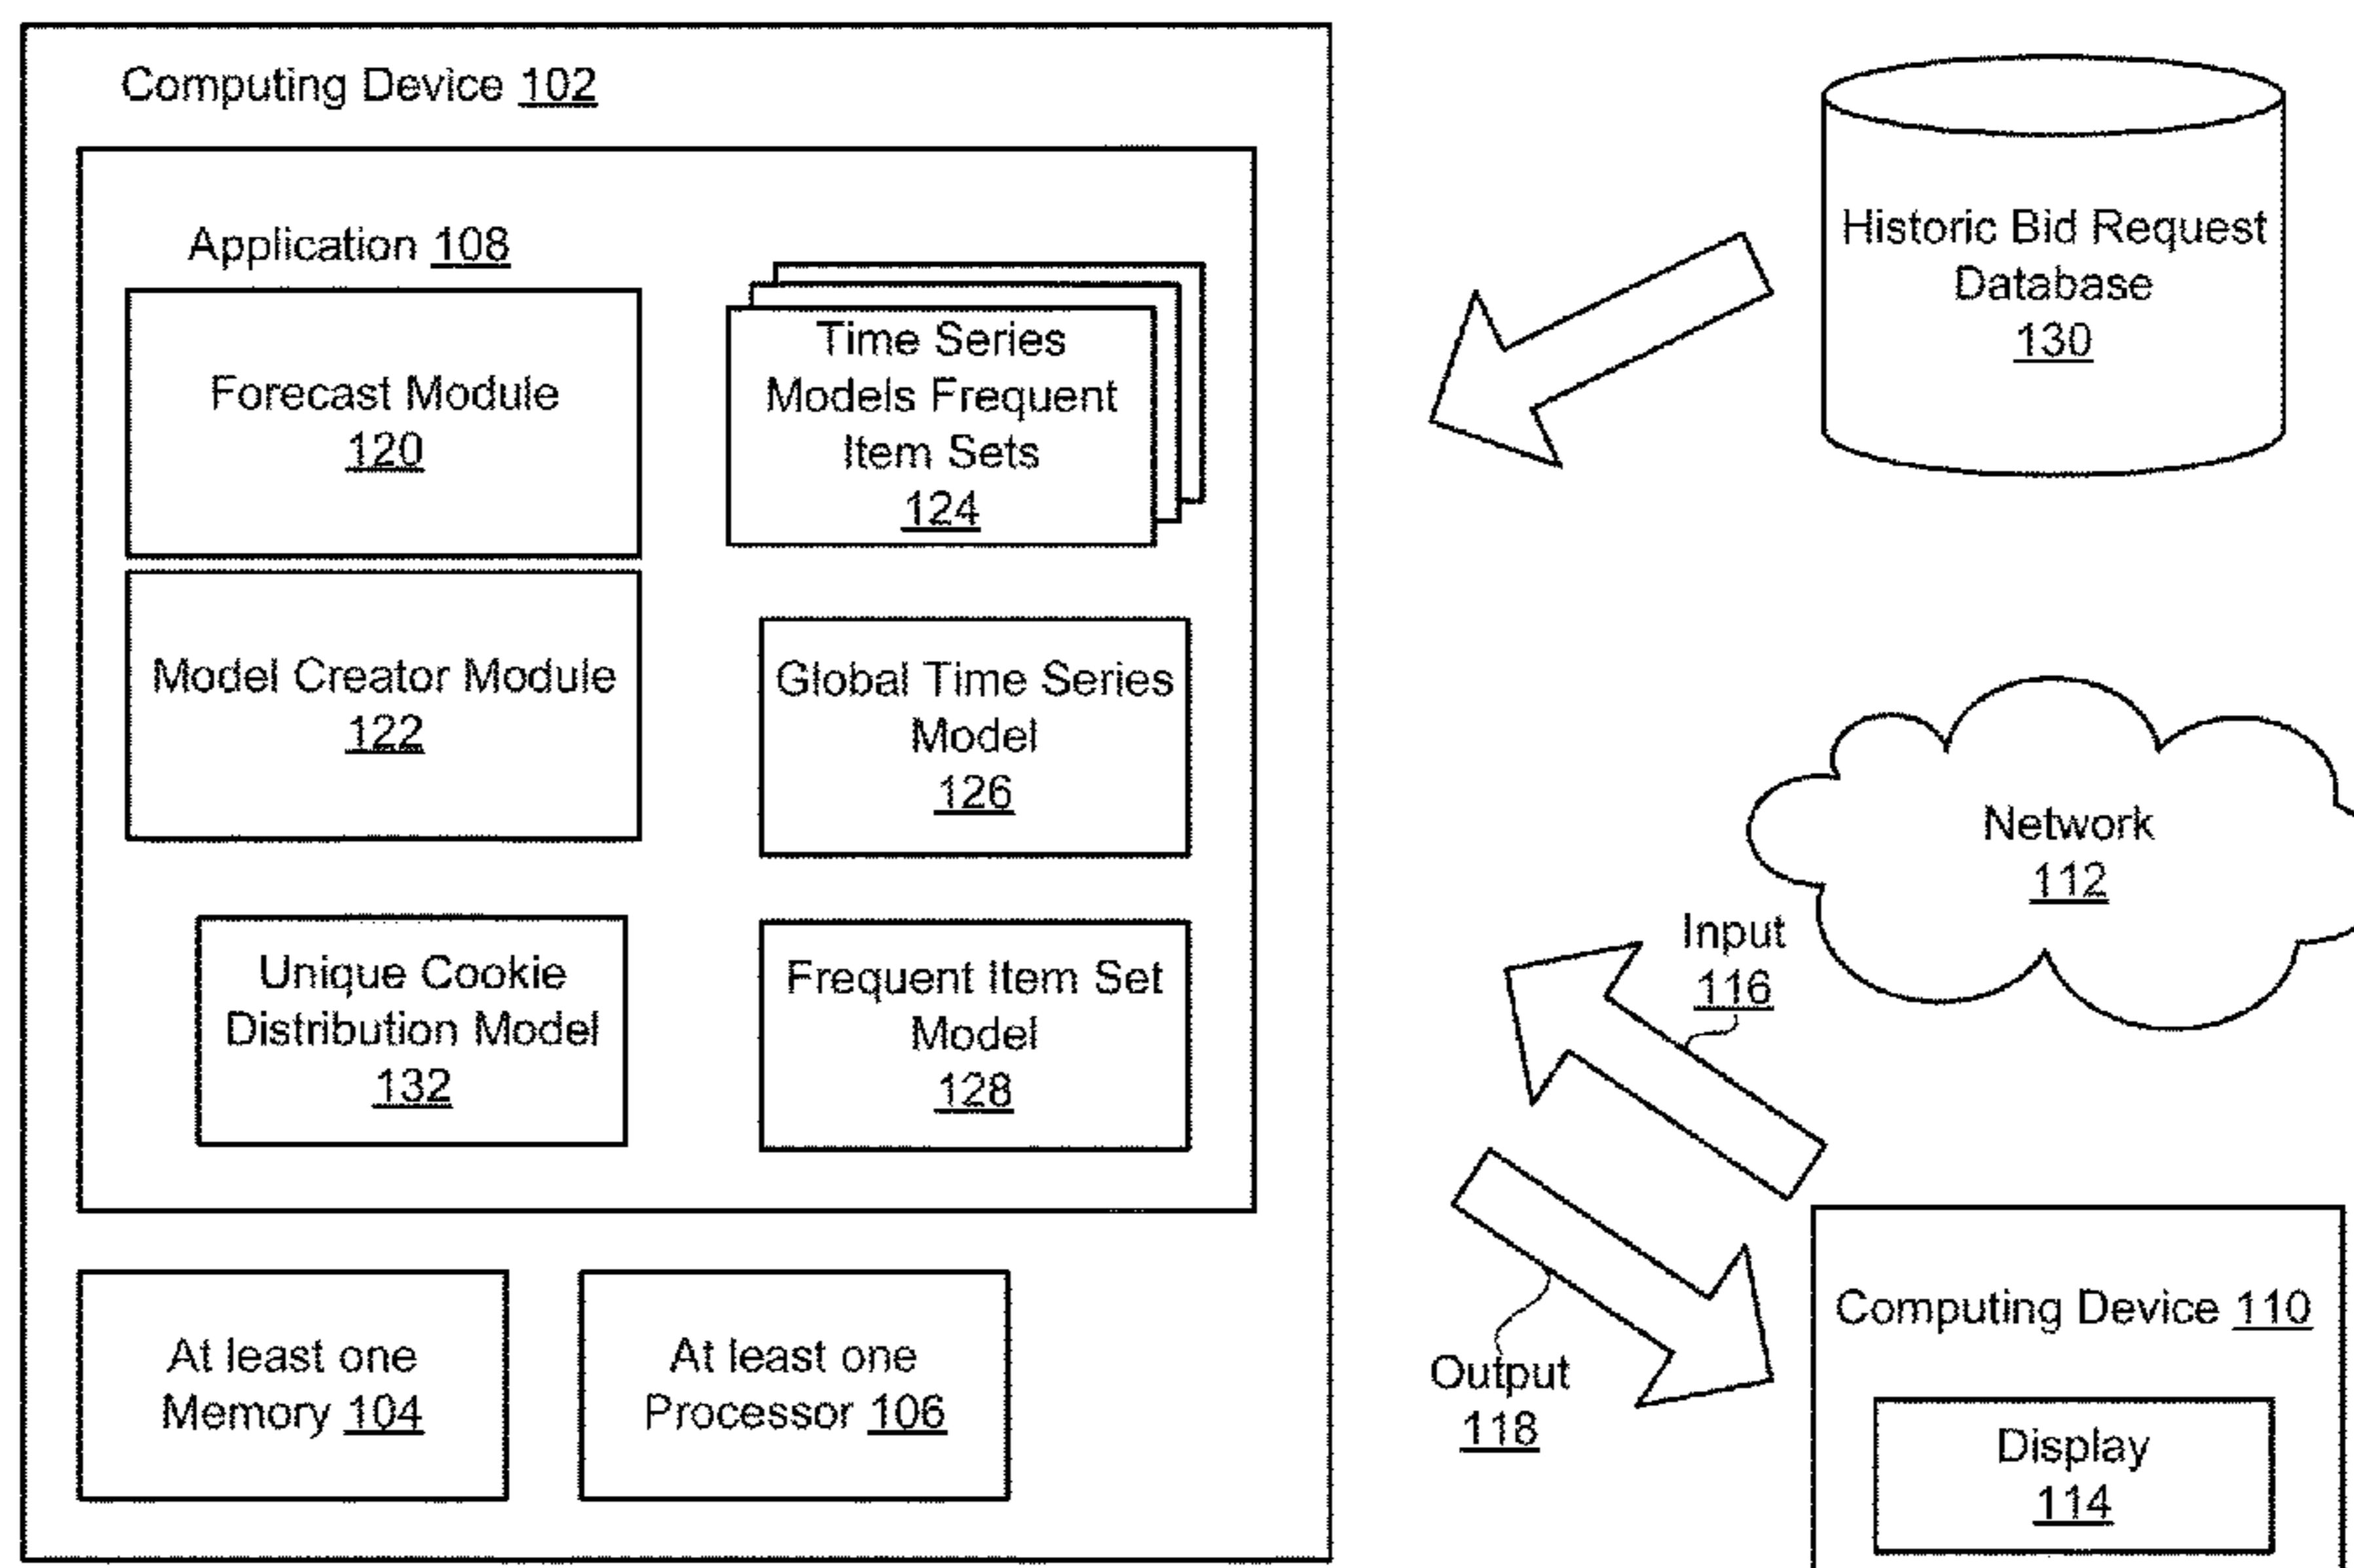 Computing Device 102
Application 108
Forecast Module
120
Time Series
Models Frequent
Item Sets
124
Model Creator Module
122
Global Time Series
Model
126
Unique Cookie
Distribution Model
132
Frequent Item Set
Model
128
At least one
Memory 104
At least one
Processor 106
Historic Bid Request
Database
130
Network
112
Input
116
Output
118
Computing Device 110
Display
114